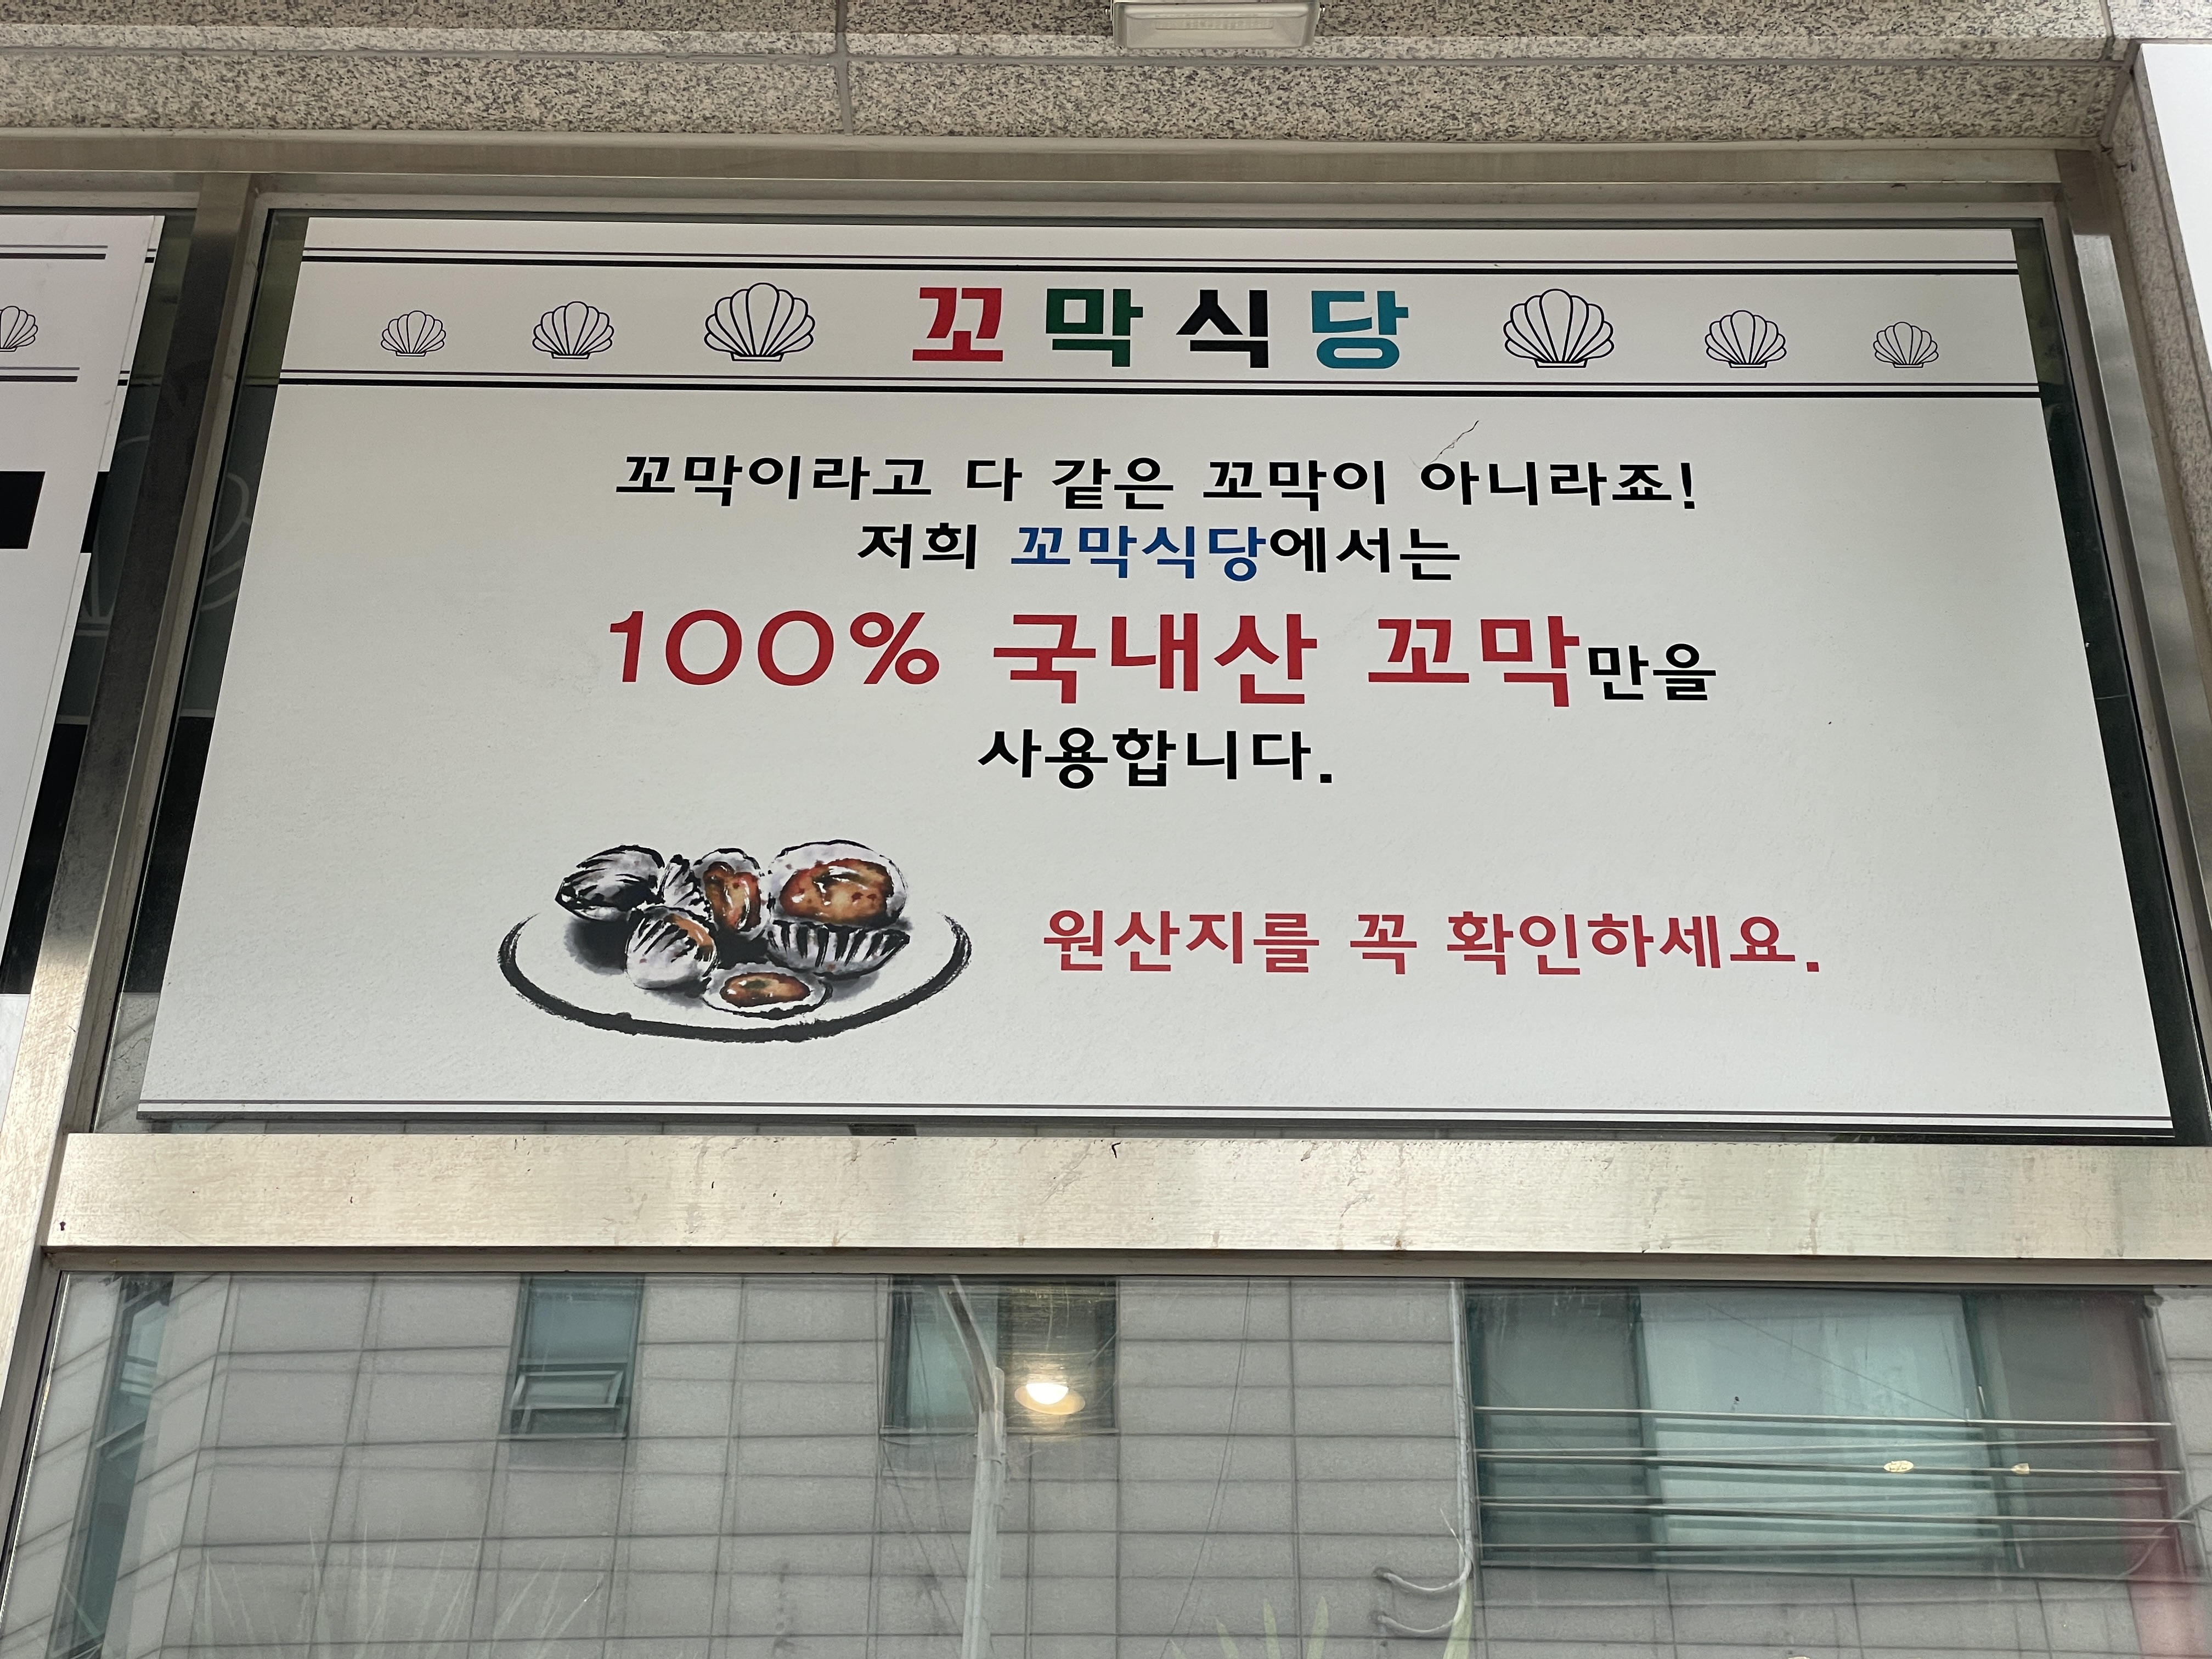 꼬막식당
꼬막이라고 다 같은 꼬막이 아니라죠!
저희 꼬막식당에서는
100% 국내산 꼬막만을
사용합니다.
원산지를 꼭 확인하세요.